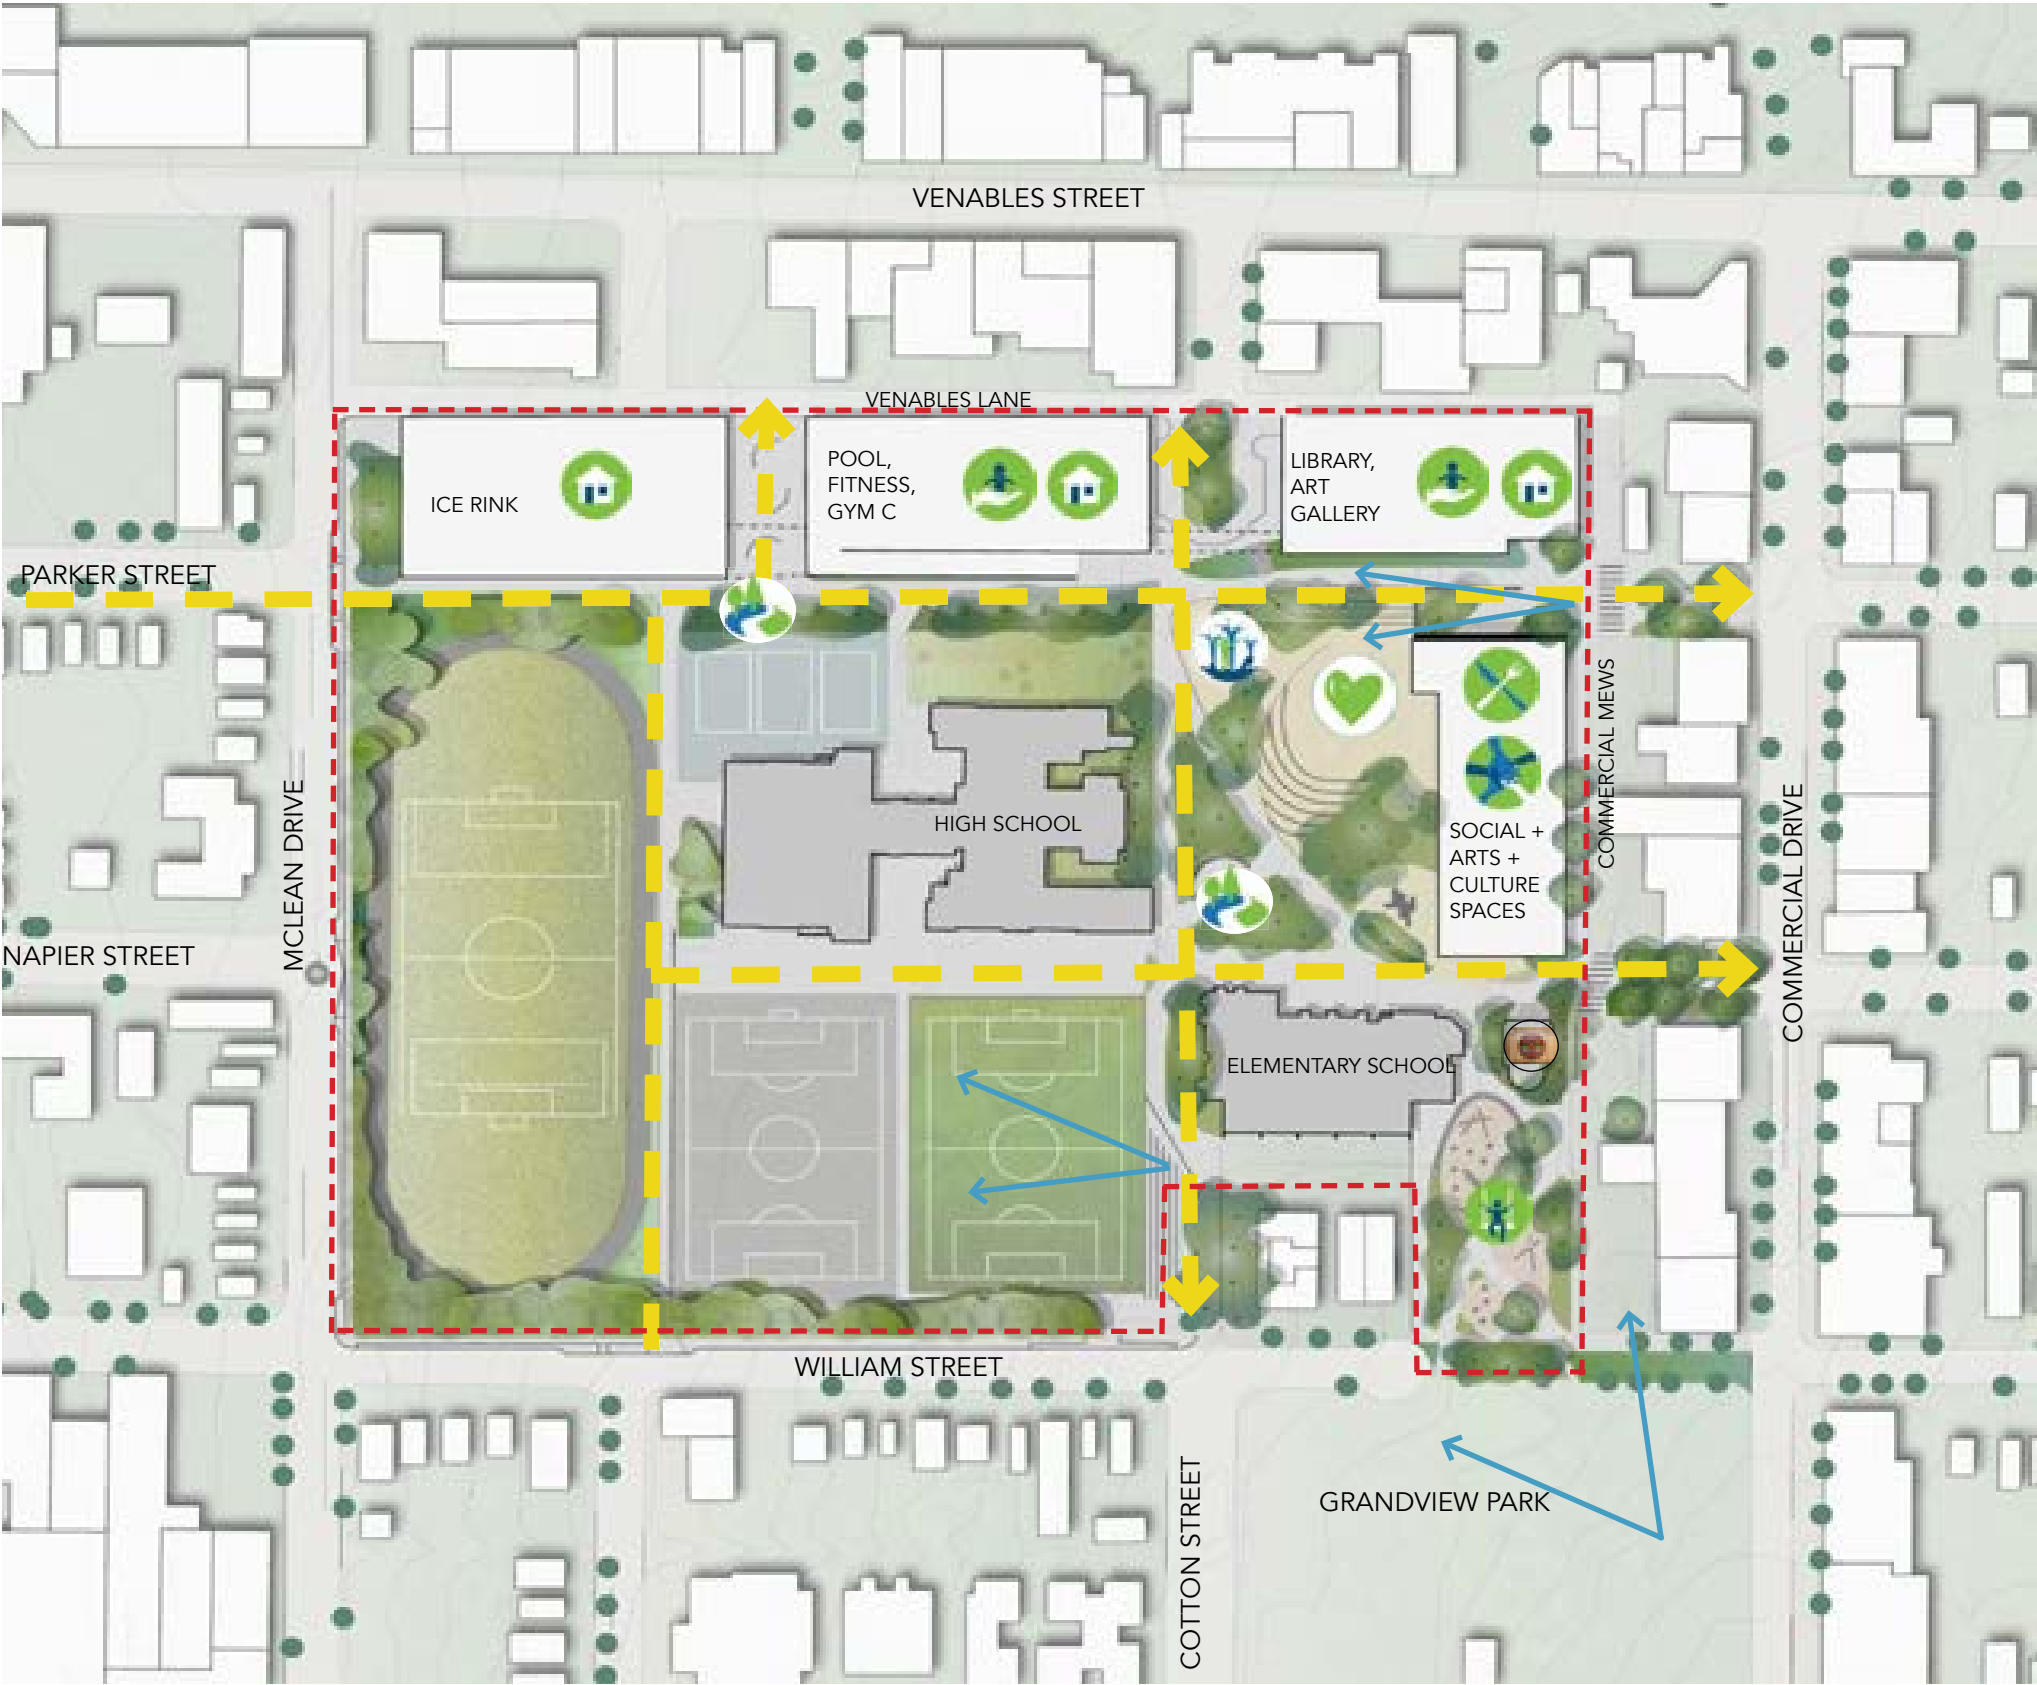 VENABLES STREET
VENABLES LANE
ICE RINK
POOL,
FITNESS,
GYM C
LIBRARY,
ART
GALLERY
PARKER STREET
COMMERCIAL MEWS
MCLEAN DRIVE
HIGH SCHOOL
SOCIAL +
ARTS +
CULTURE
SPACES
COMMERCIAL DRIVE
NAPIER STREET
ELEMENTARY SCHOOL
WILLIAM STREET
COTTON STREET
GRANDVIEW PARK